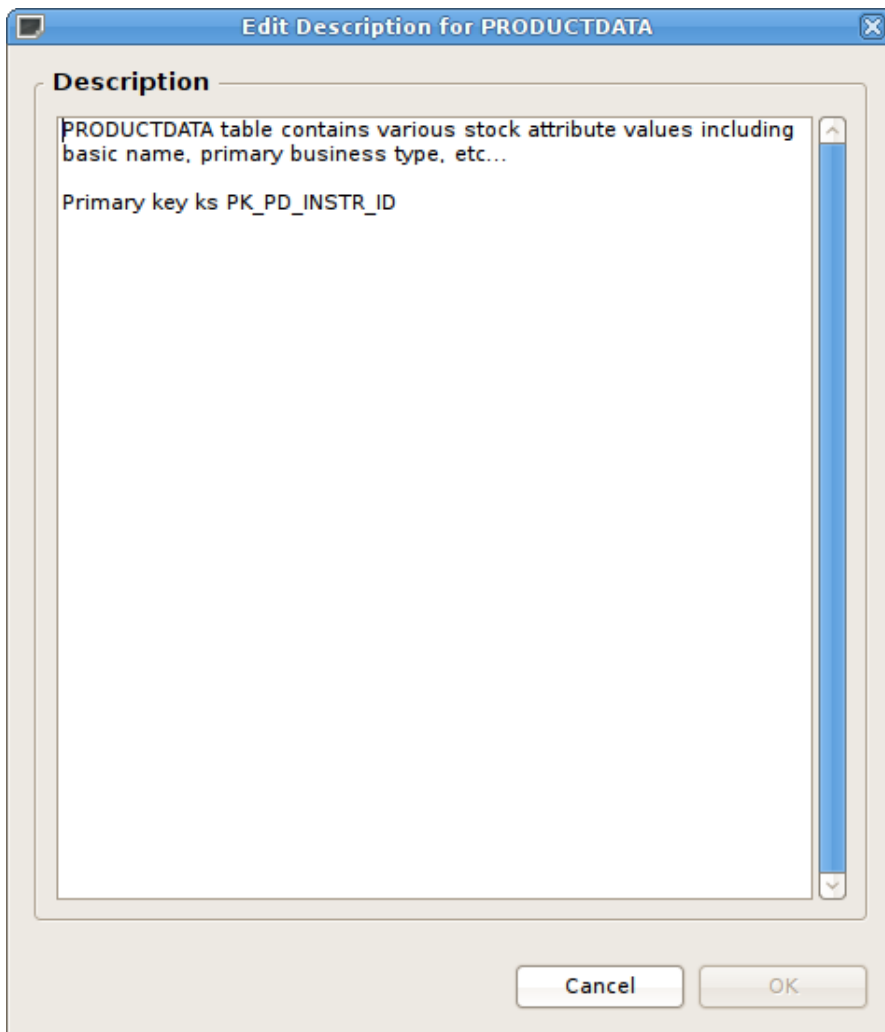 Edit Description for PRODUCTDATA
Description
PRODUCTDATA table contains various stock attribute values including
basic name, primary business type, etc...
Primary key ks PK_PD_INSTR_ID
Cancel
OK